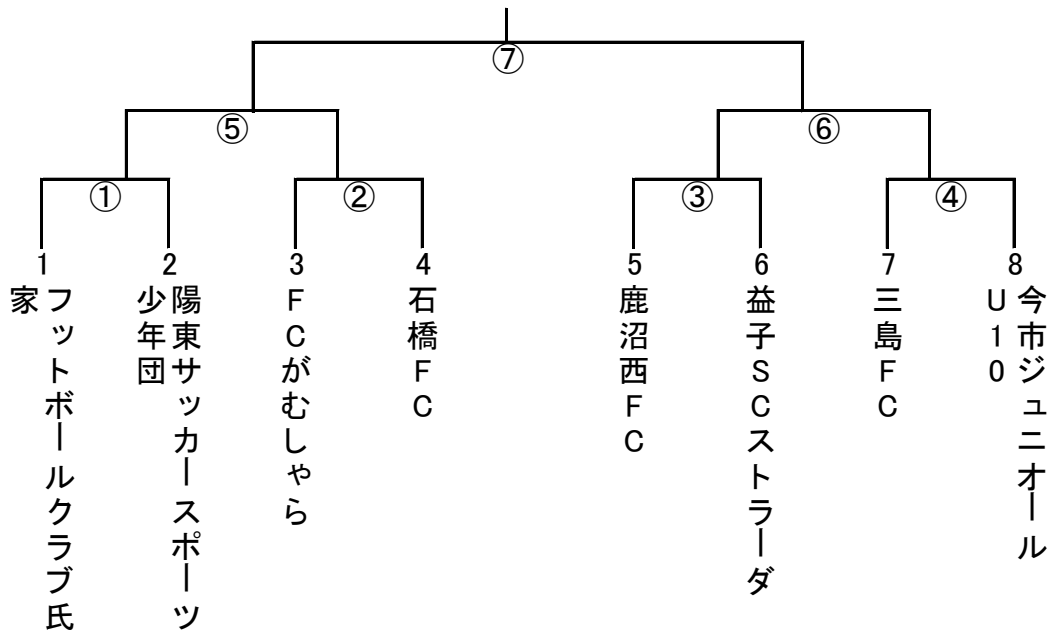 ⑦
⑤
⑥
①
②
③
④
1
2
3
4
5
6
7
8
フットボールクラブ氏
家
陽東サッカースポーツ
少年団
FCがむしゃら
石橋FC
鹿沼西FC
益子SCストラーダ
三島FC
今市ジュニオール
U10